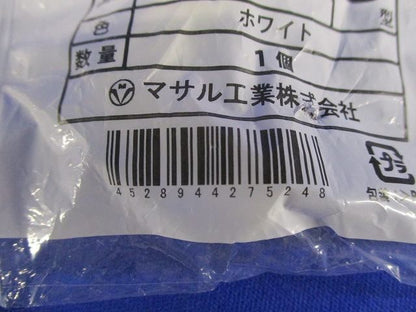 型
色 ホワイト
数量 1個
マサル工業株式会社
4528944275248
プラ